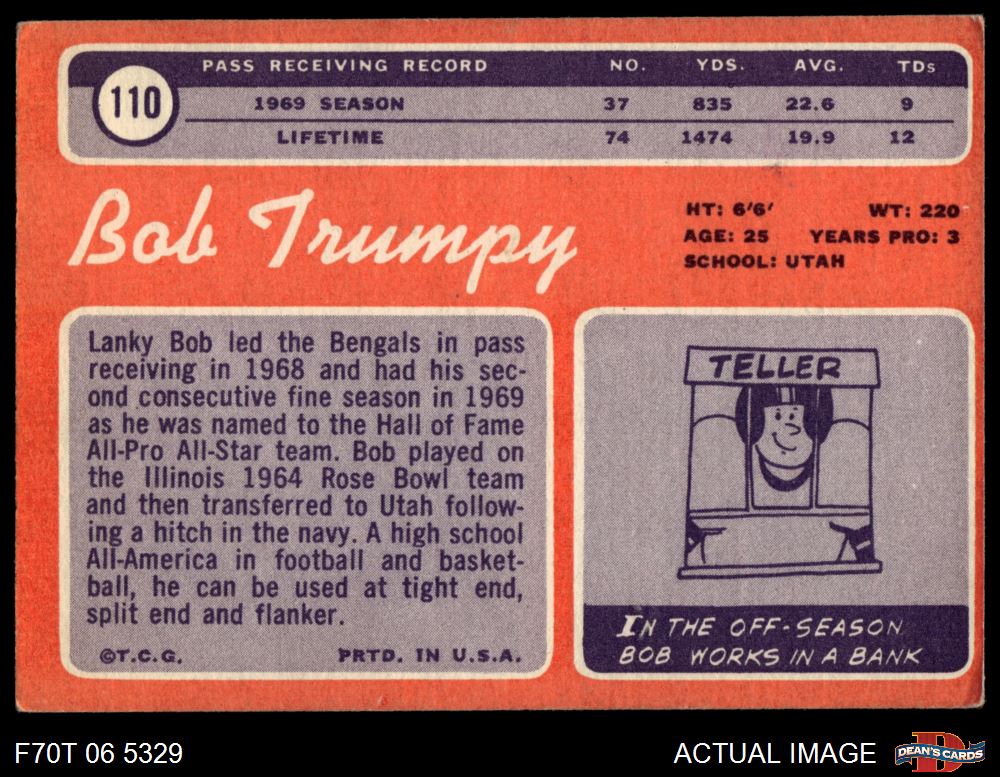 110
PASS RECEIVING RECORD NO. YDS. AVG. TDs
1969 SEASON 37 835 22.6 9
LIFETIME 74 1474 19.9 12
Bob Trumpy
HT: 6'6' WT: 220
AGE: 25 YEARS PRO: 3
SCHOOL: UTAH
Lanky Bob led the Bengals in pass
receiving in 1968 and had his sec-
ond consecutive fine season in 1969
as he was named to the Hall of Fame
All-Pro All-Star team. Bob played on
the Illinois 1964 Rose Bowl team
and then transferred to Utah follow-
ing a hitch in the navy. A high school
All-America in football and basket-
ball, he can be used at tight end,
split end and flanker.
©T.C.G. PRTD. IN U.S.A.
TELLER
IN THE OFF-SEASON
BOB WORKS IN A BANK
F70T 06 5329
ACTUAL IMAGE
D
DEAN'S CARDS